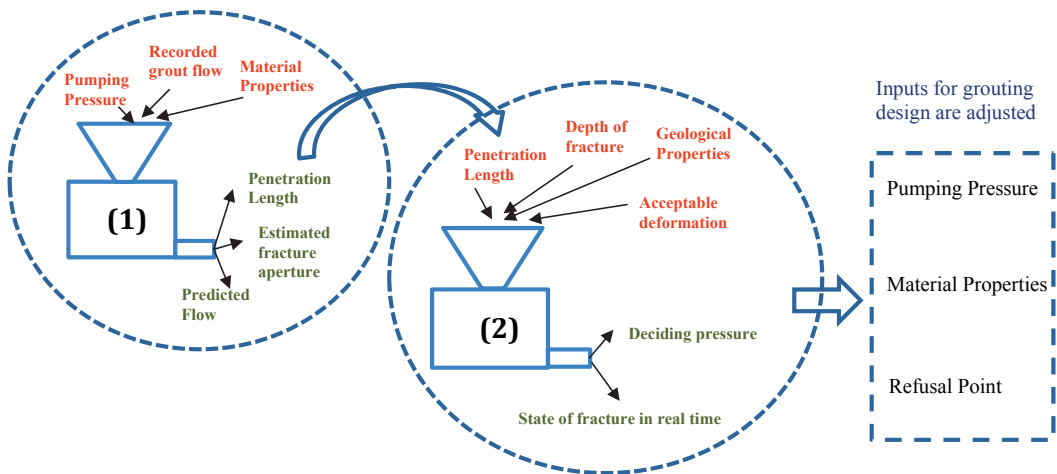 Pumping
Pressure
Recorded
grout flow
Material
Properties
(1)
Penetration
Length
Estimated
fracture
aperture
Predicted
Flow
Penetration
Length
Depth of
fracture
Geological
Properties
Acceptable
deformation
(2)
Deciding pressure
State of fracture in real time
Inputs for grouting
design are adjusted
Pumping Pressure
Material Properties
Refusal Point